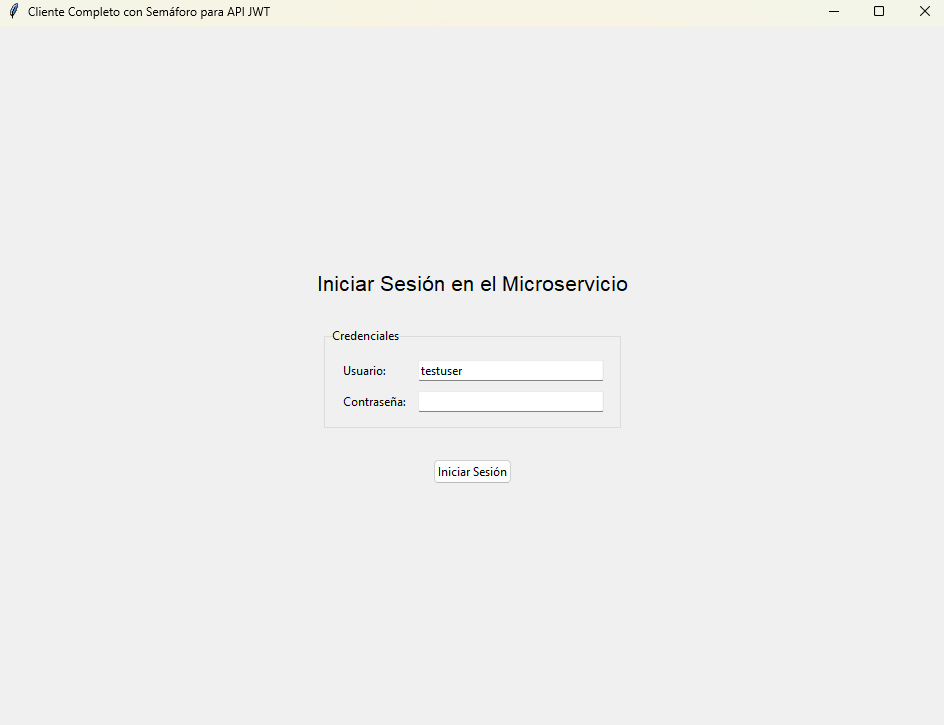 Cliente Completo con Semáforo para API JWT
Iniciar Sesión en el Microservicio
Credenciales
Usuario: testuser
Contraseña:
Iniciar Sesión